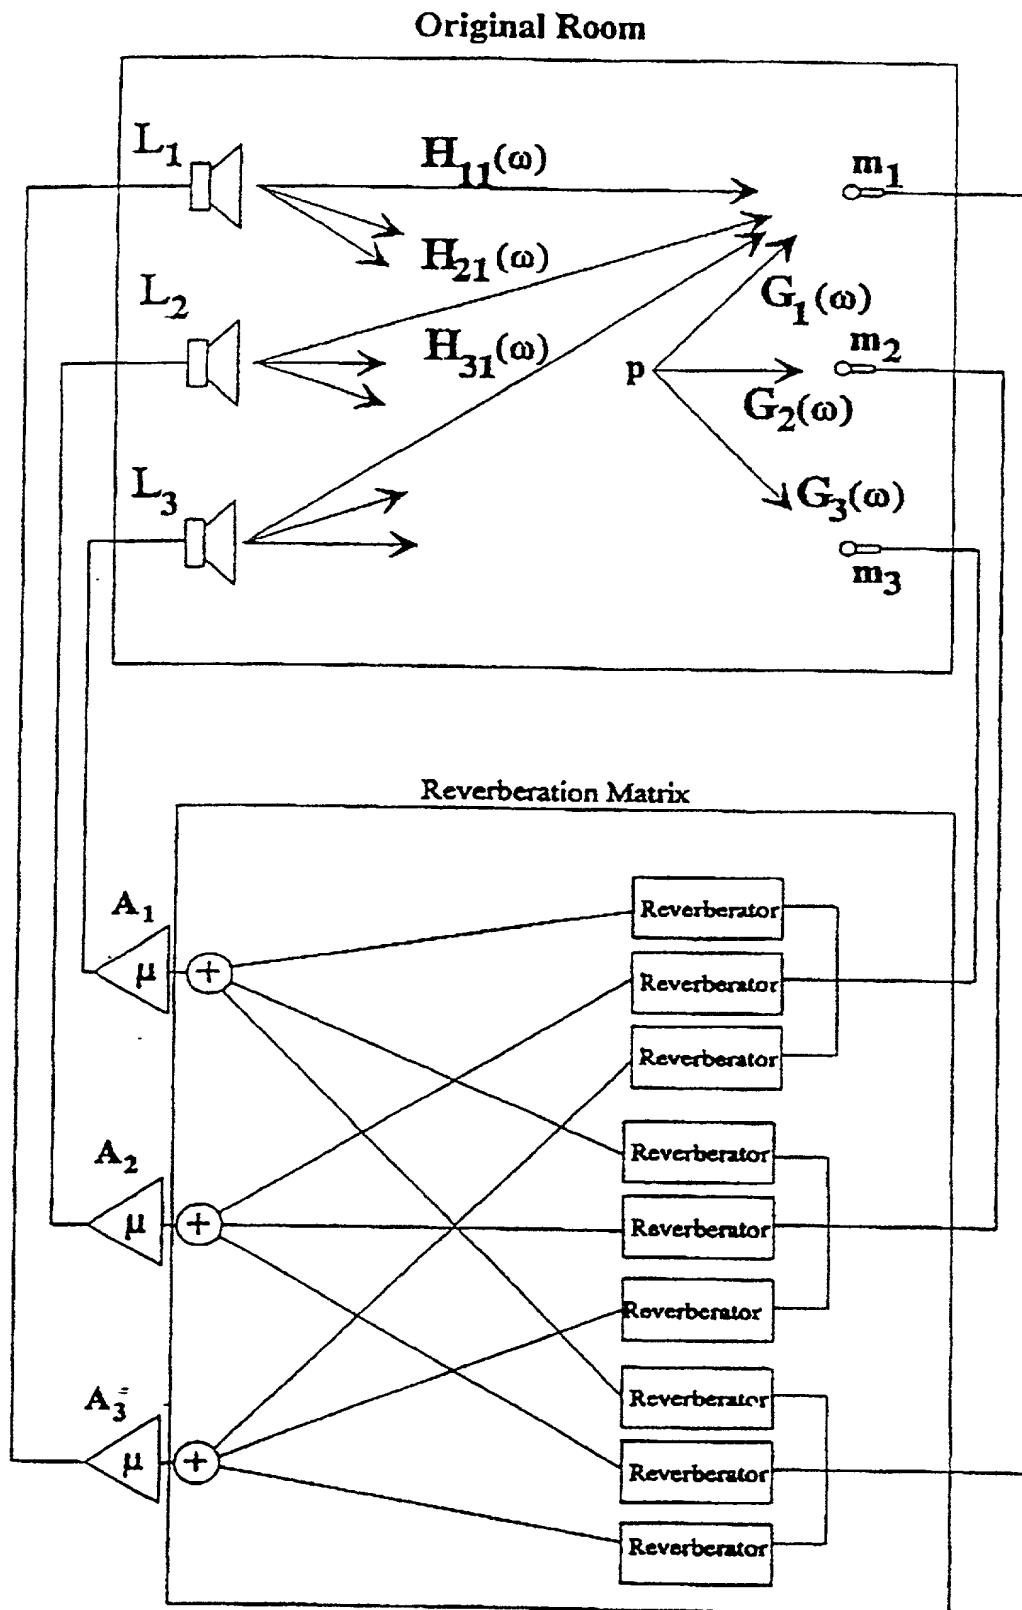 Original Room
L1
H11(ω)
m1
H21(ω)
L2
G1(ω)
H31(ω)
m2
p
G2(ω)
L3
G3(ω)
m3
Reverberation Matrix
A1
Reverberator
μ
+
Reverberator
Reverberator
A2
Reverberator
μ
+
Reverberator
Reverberator
A3
Reverberator
μ
+
Reverberator
Reverberator